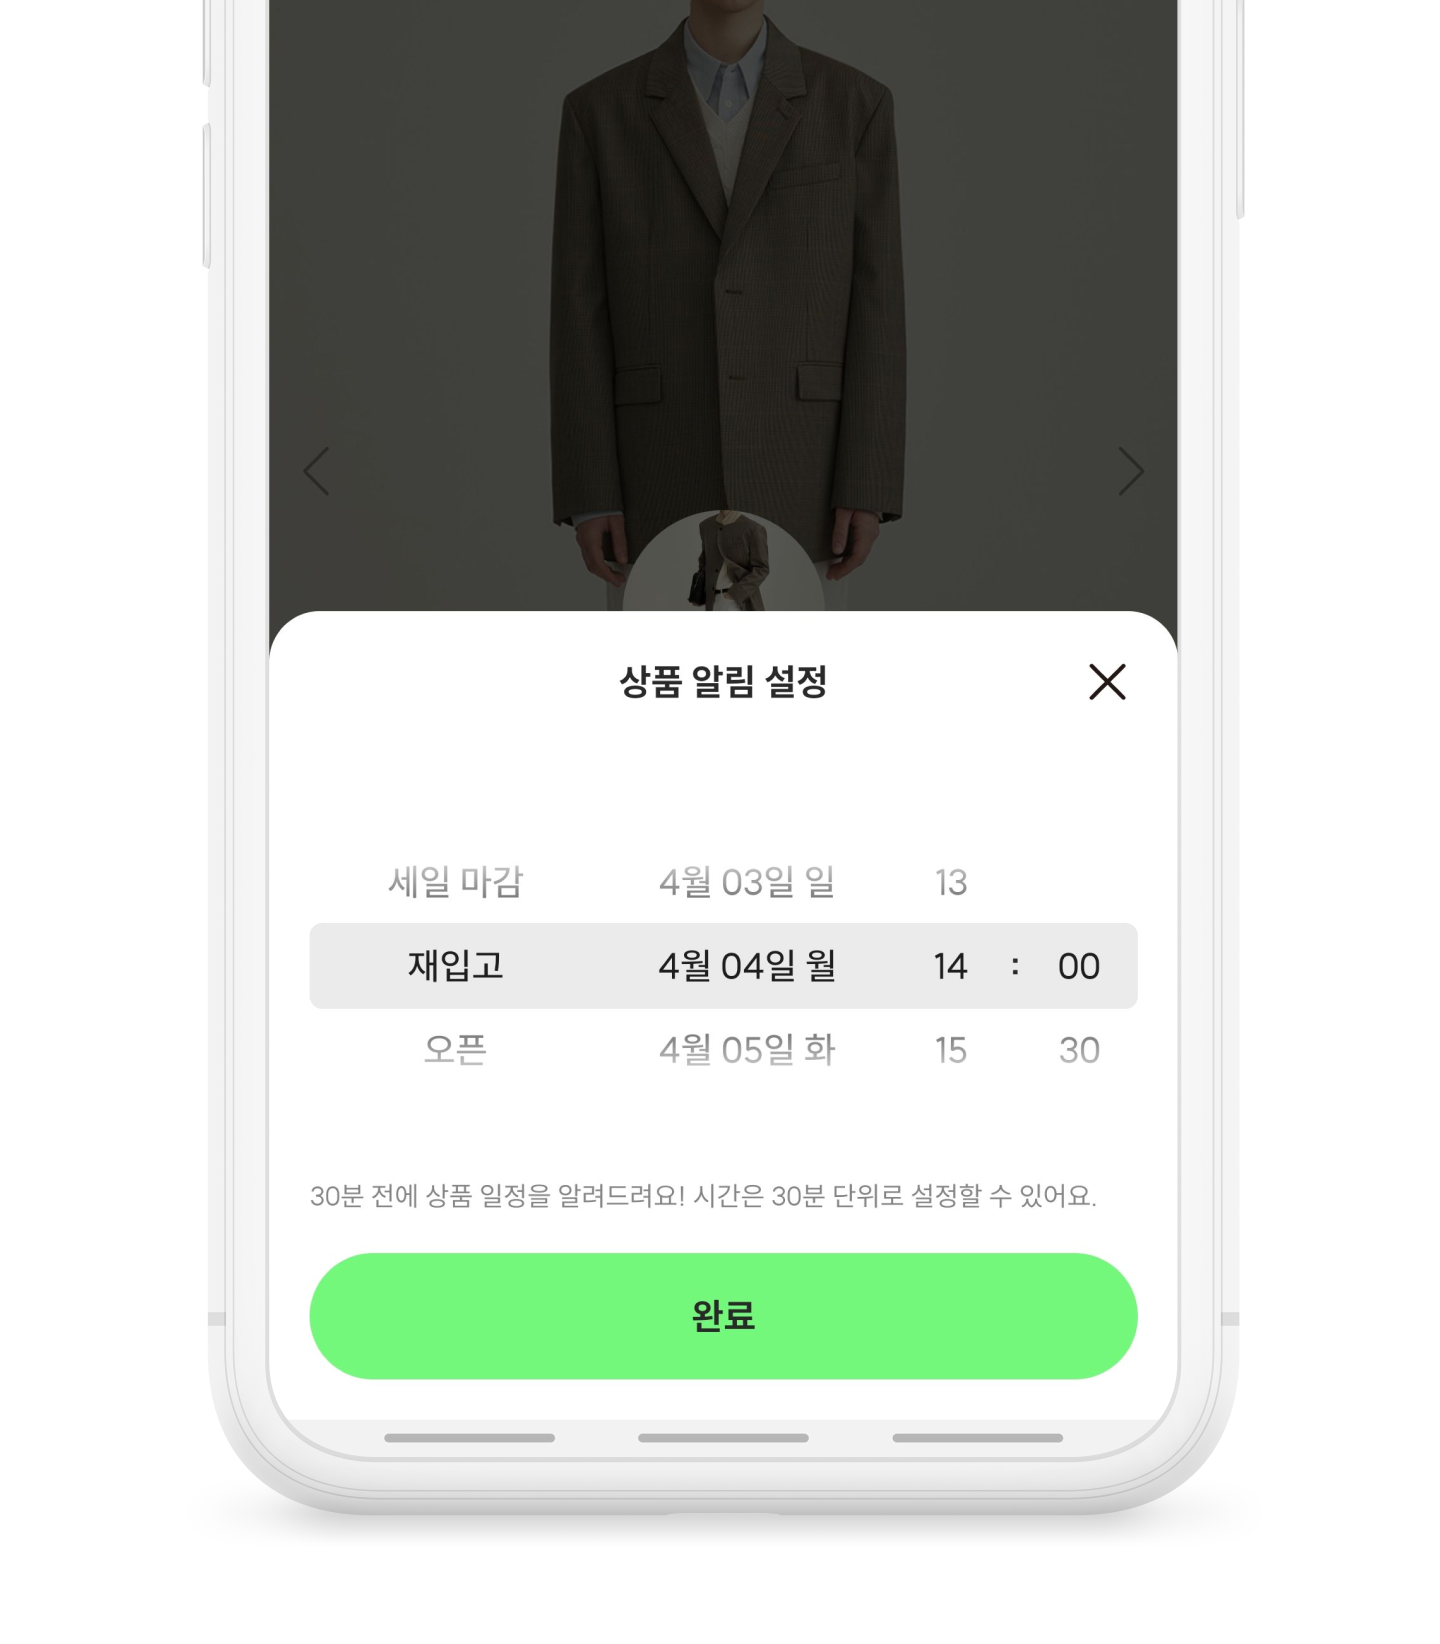 상품 알림 설정
세일 마감 4월 03일 일 13
재입고 4월 04일 월 14 : 00
오픈 4월 05일 화 15 30
30분 전에 상품 일정을 알려드려요! 시간은 30분 단위로 설정할 수 있어요.
완료